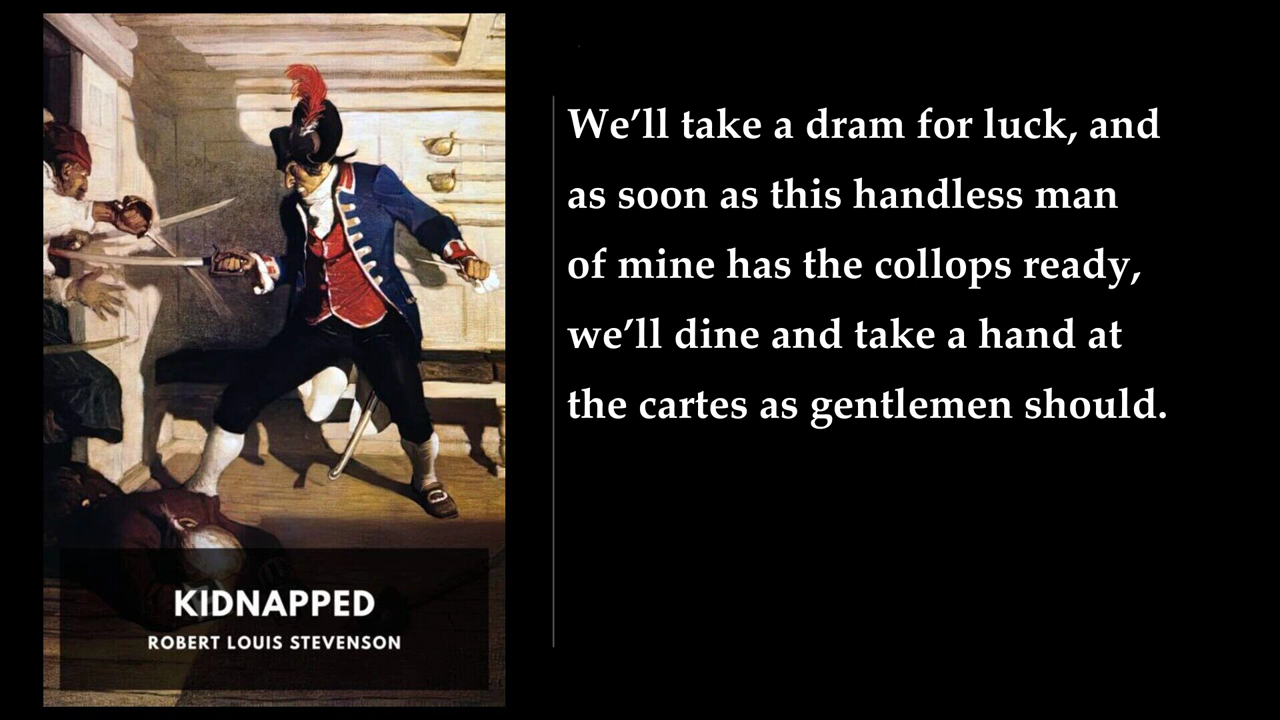 KIDNAPPED
ROBERT LOUIS STEVENSON
We’ll take a dram for luck, and
as soon as this handless man
of mine has the collops ready,
we’ll dine and take a hand at
the cartes as gentlemen should.